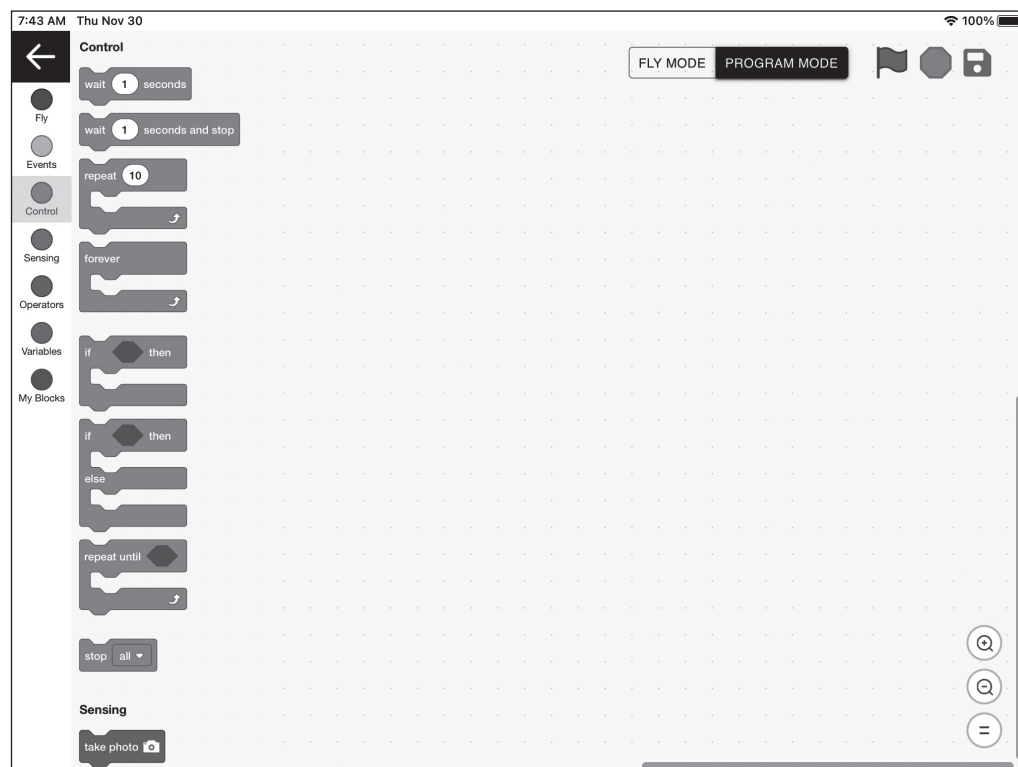 7:43 AM Thu Nov 30
100%
Control
FLY MODE PROGRAM MODE
wait 1 seconds
Fly
wait 1 seconds and stop
Events
repeat 10
Control
Sensing
forever
Operators
Variables
if then
My Blocks
if then
else
repeat until
stop all
Sensing
take photo